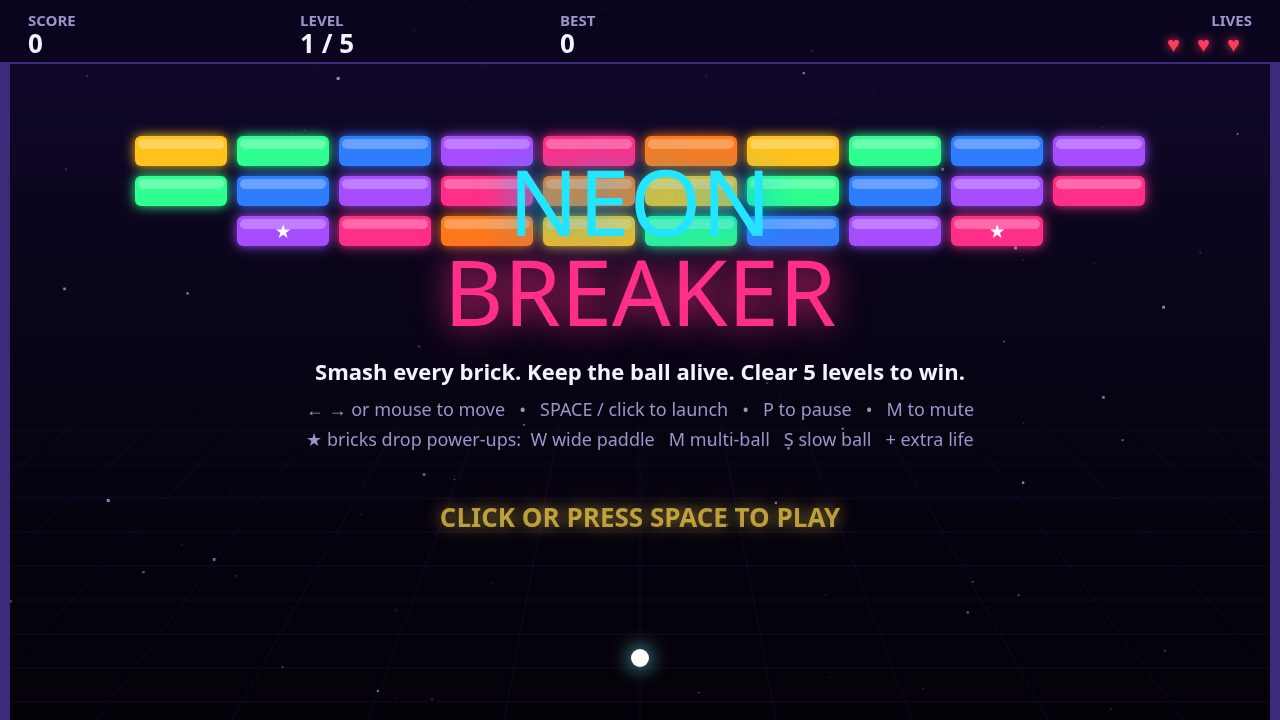 SCORE LEVEL BEST LIVES
0 1 / 5 0 ♥ ♥ ♥
★ ★
NEON
BREAKER
Smash every brick. Keep the ball alive. Clear 5 levels to win.
← → or mouse to move • SPACE / click to launch • P to pause • M to mute
★ bricks drop power-ups: W wide paddle M multi-ball S slow ball + extra life
CLICK OR PRESS SPACE TO PLAY